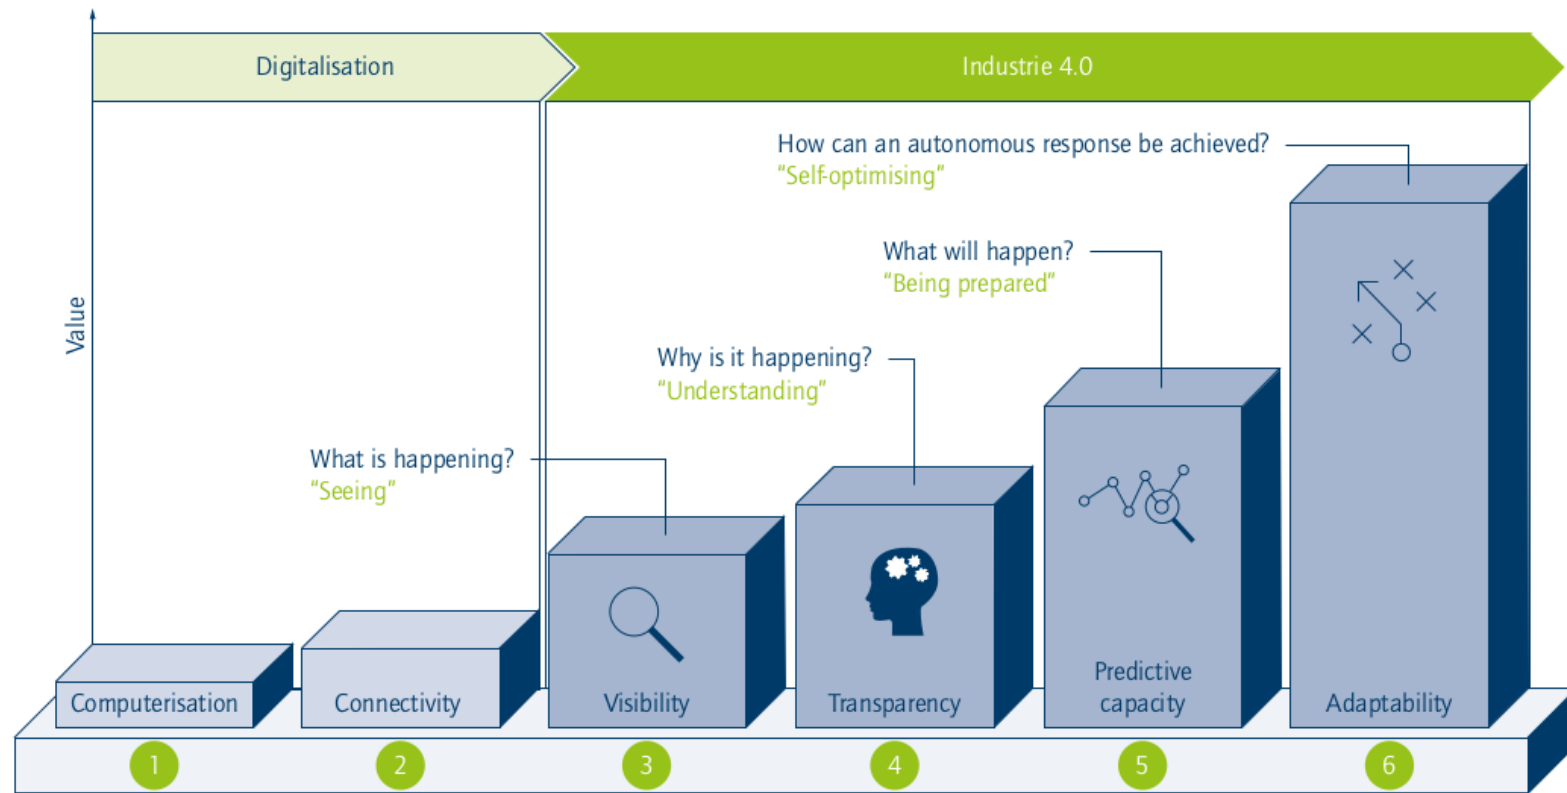 Digitalisation
Industrie 4.0
Value
How can an autonomous response be achieved?
“Self-optimising”
What will happen?
“Being prepared”
Why is it happening?
“Understanding”
What is happening?
“Seeing”
Computerisation
Connectivity
Visibility
Transparency
Predictive
capacity
Adaptability
1
2
3
4
5
6